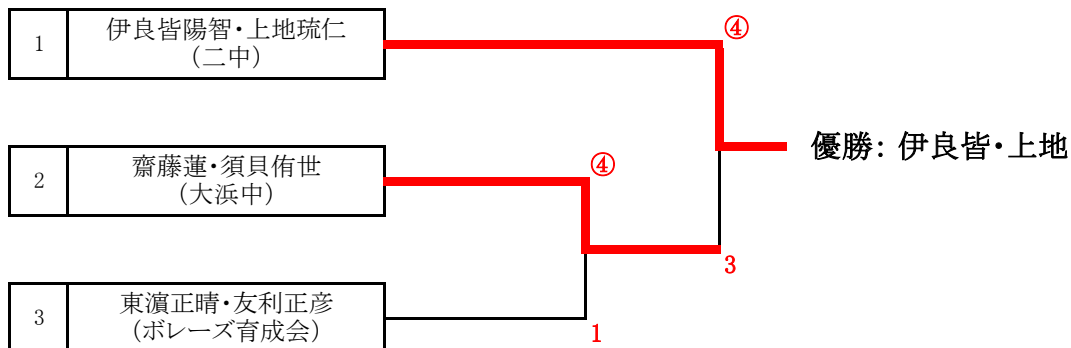 1
伊良皆陽智・上地琉仁
(二中)
④
優勝: 伊良皆・上地
2
齋藤蓮・須貝侑世
(大浜中)
④
3
3
東濵正晴・友利正彦
(ボレーズ育成会)
1